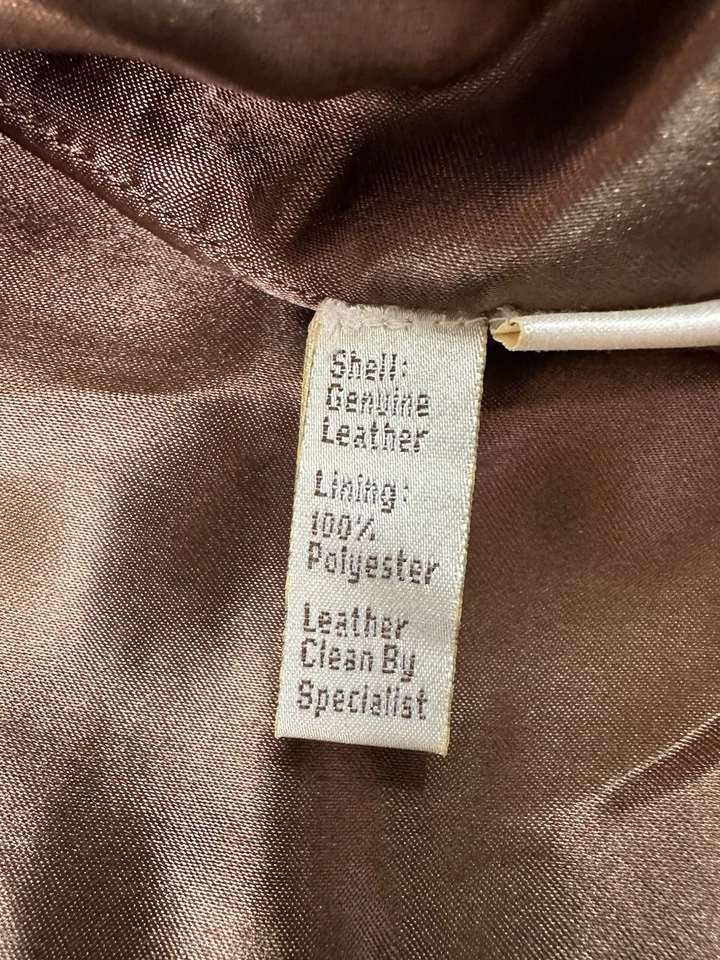 Shell:
Genuine
Leather
Lining:
100%
Polyester
Leather
Clean By
Specialist